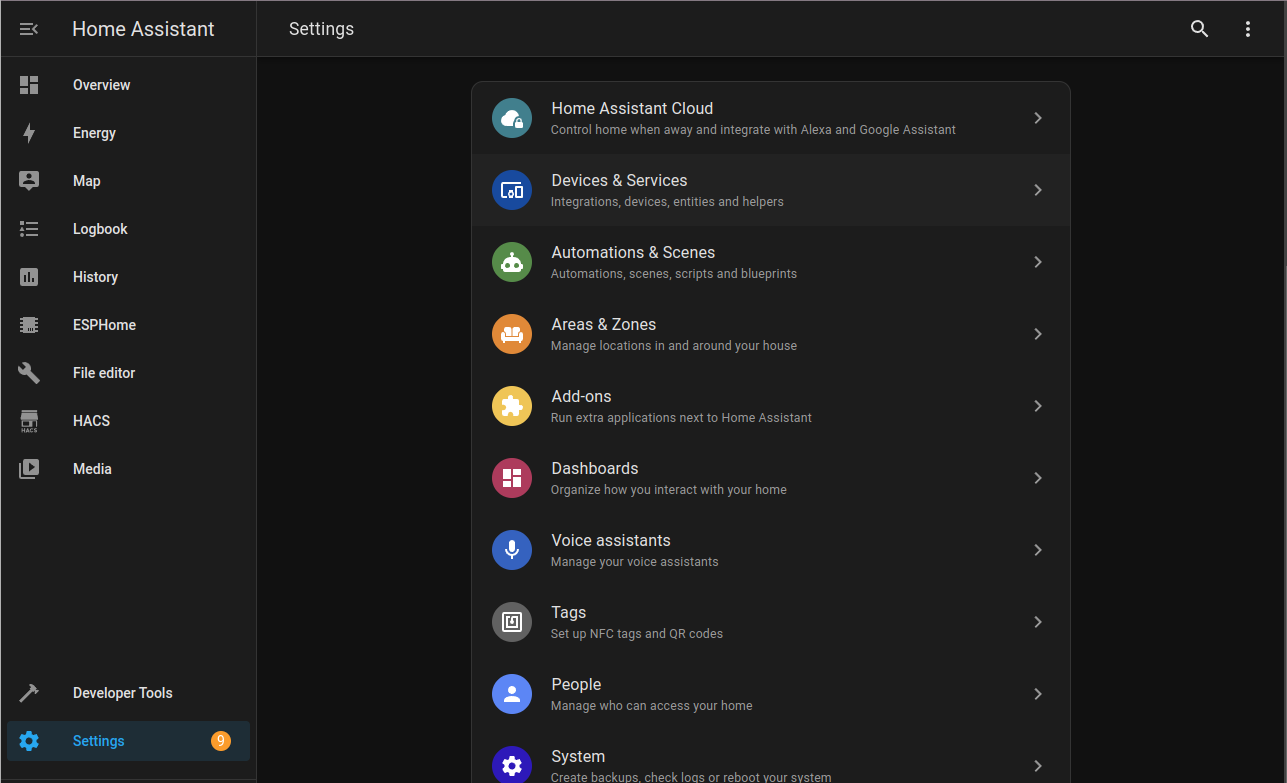 Home Assistant
Settings
Overview
Energy
Map
Logbook
History
ESPHome
File editor
HACS
HACS
Media
Developer Tools
Settings
9
Home Assistant Cloud
Control home when away and integrate with Alexa and Google Assistant
Devices & Services
Integrations, devices, entities and helpers
Automations & Scenes
Automations, scenes, scripts and blueprints
Areas & Zones
Manage locations in and around your house
Add-ons
Run extra applications next to Home Assistant
Dashboards
Organize how you interact with your home
Voice assistants
Manage your voice assistants
Tags
Set up NFC tags and QR codes
People
Manage who can access your home
System
Create backups, check logs or reboot your system